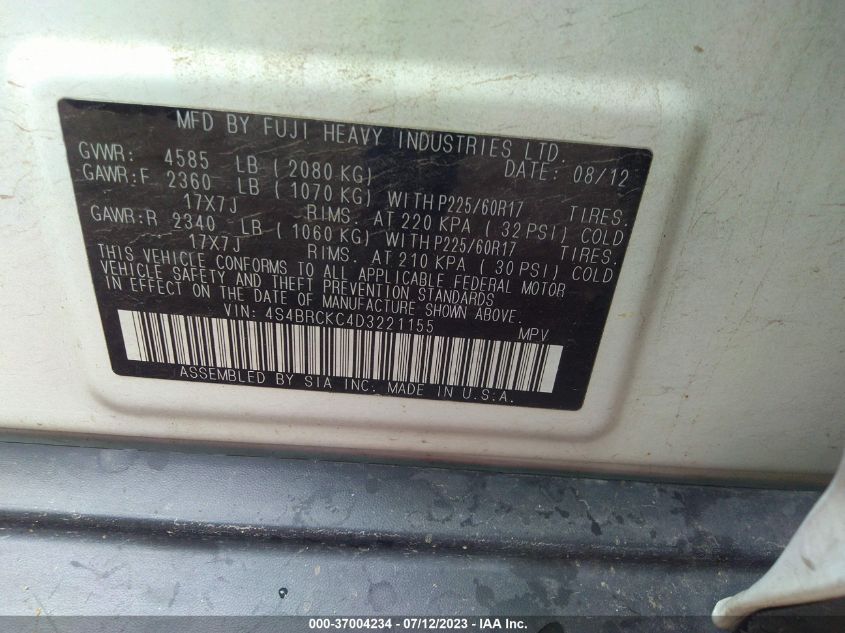 MFD BY FUJI HEAVY INDUSTRIES LTD.
GVWR: 4585 LB ( 2080 KG) DATE: 08/12
GAWR:F 2360 LB ( 1070 KG) WITH P225/60R17 TIRES.
17X7J RIMS. AT 220 KPA ( 32 PSI) COLD
GAWR:R 2340 LB ( 1060 KG) WITH P225/60R17 TIRES.
17X7J RIMS. AT 210 KPA ( 30 PSI) COLD
THIS VEHICLE CONFORMS TO ALL APPLICABLE FEDERAL MOTOR
VEHICLE SAFETY AND THEFT PREVENTION STANDARDS
IN EFFECT ON THE DATE OF MANUFACTURE SHOWN ABOVE.
VIN: 4S4BRCKC4D3221155 MPV
ASSEMBLED BY SIA INC. MADE IN U.S.A.
000-37004234 - 07/12/2023 - IAA Inc.